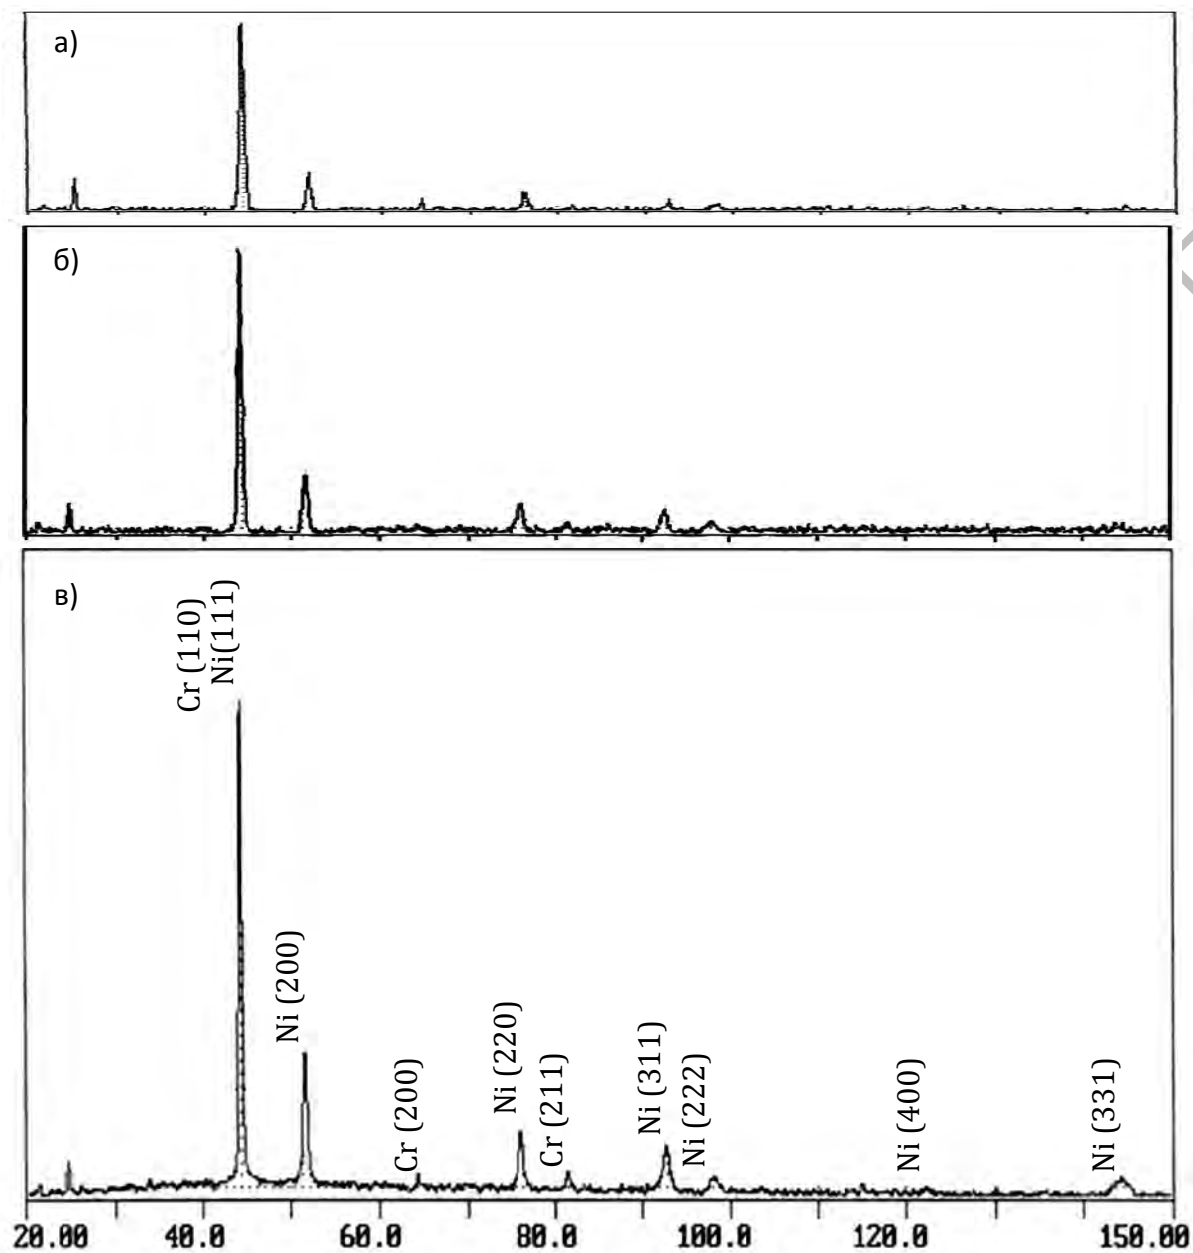 а)
б)
в)
Cr (110)
Ni(111)
Ni (200)
Cr (200)
Ni (220)
Cr (211)
Ni (311)
Ni (222)
Ni (400)
Ni (331)
20.00 40.0 60.0 80.0 100.0 120.0 150.00